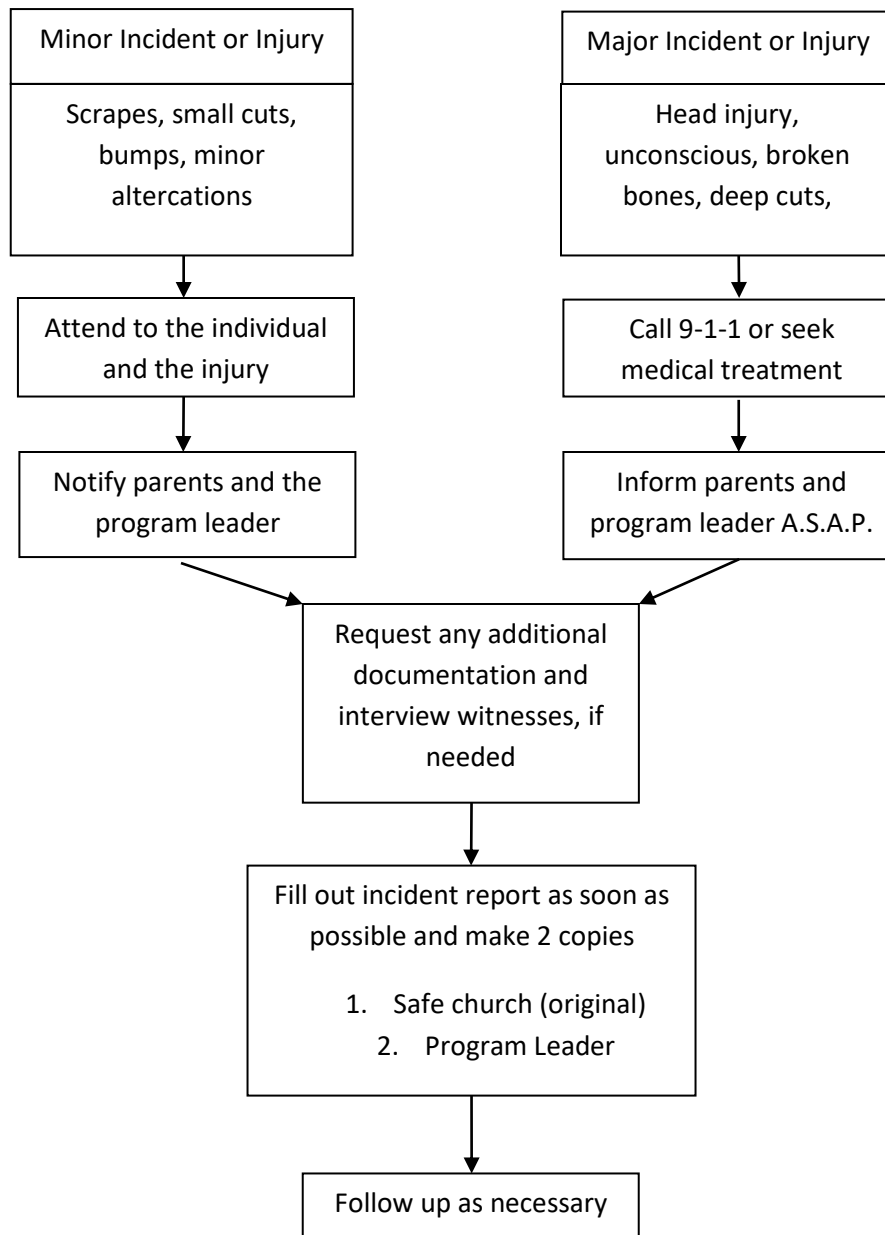 Minor Incident or Injury
Scrapes, small cuts,
bumps, minor
altercations
Attend to the individual
and the injury
Notify parents and the
program leader
Major Incident or Injury
Head injury,
unconscious, broken
bones, deep cuts,
Call 9-1-1 or seek
medical treatment
Inform parents and
program leader A.S.A.P.
Request any additional
documentation and
interview witnesses, if
needed
Fill out incident report as soon as
possible and make 2 copies
1. Safe church (original)
2. Program Leader
Follow up as necessary